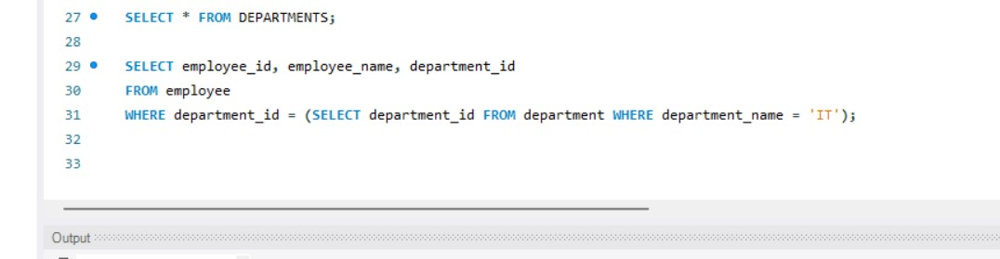 27 SELECT * FROM DEPARTMENTS;
28
29 SELECT employee_id, employee_name, department_id
30 FROM employee
31 WHERE department_id = (SELECT department_id FROM department WHERE department_name = 'IT');
32
33
Output